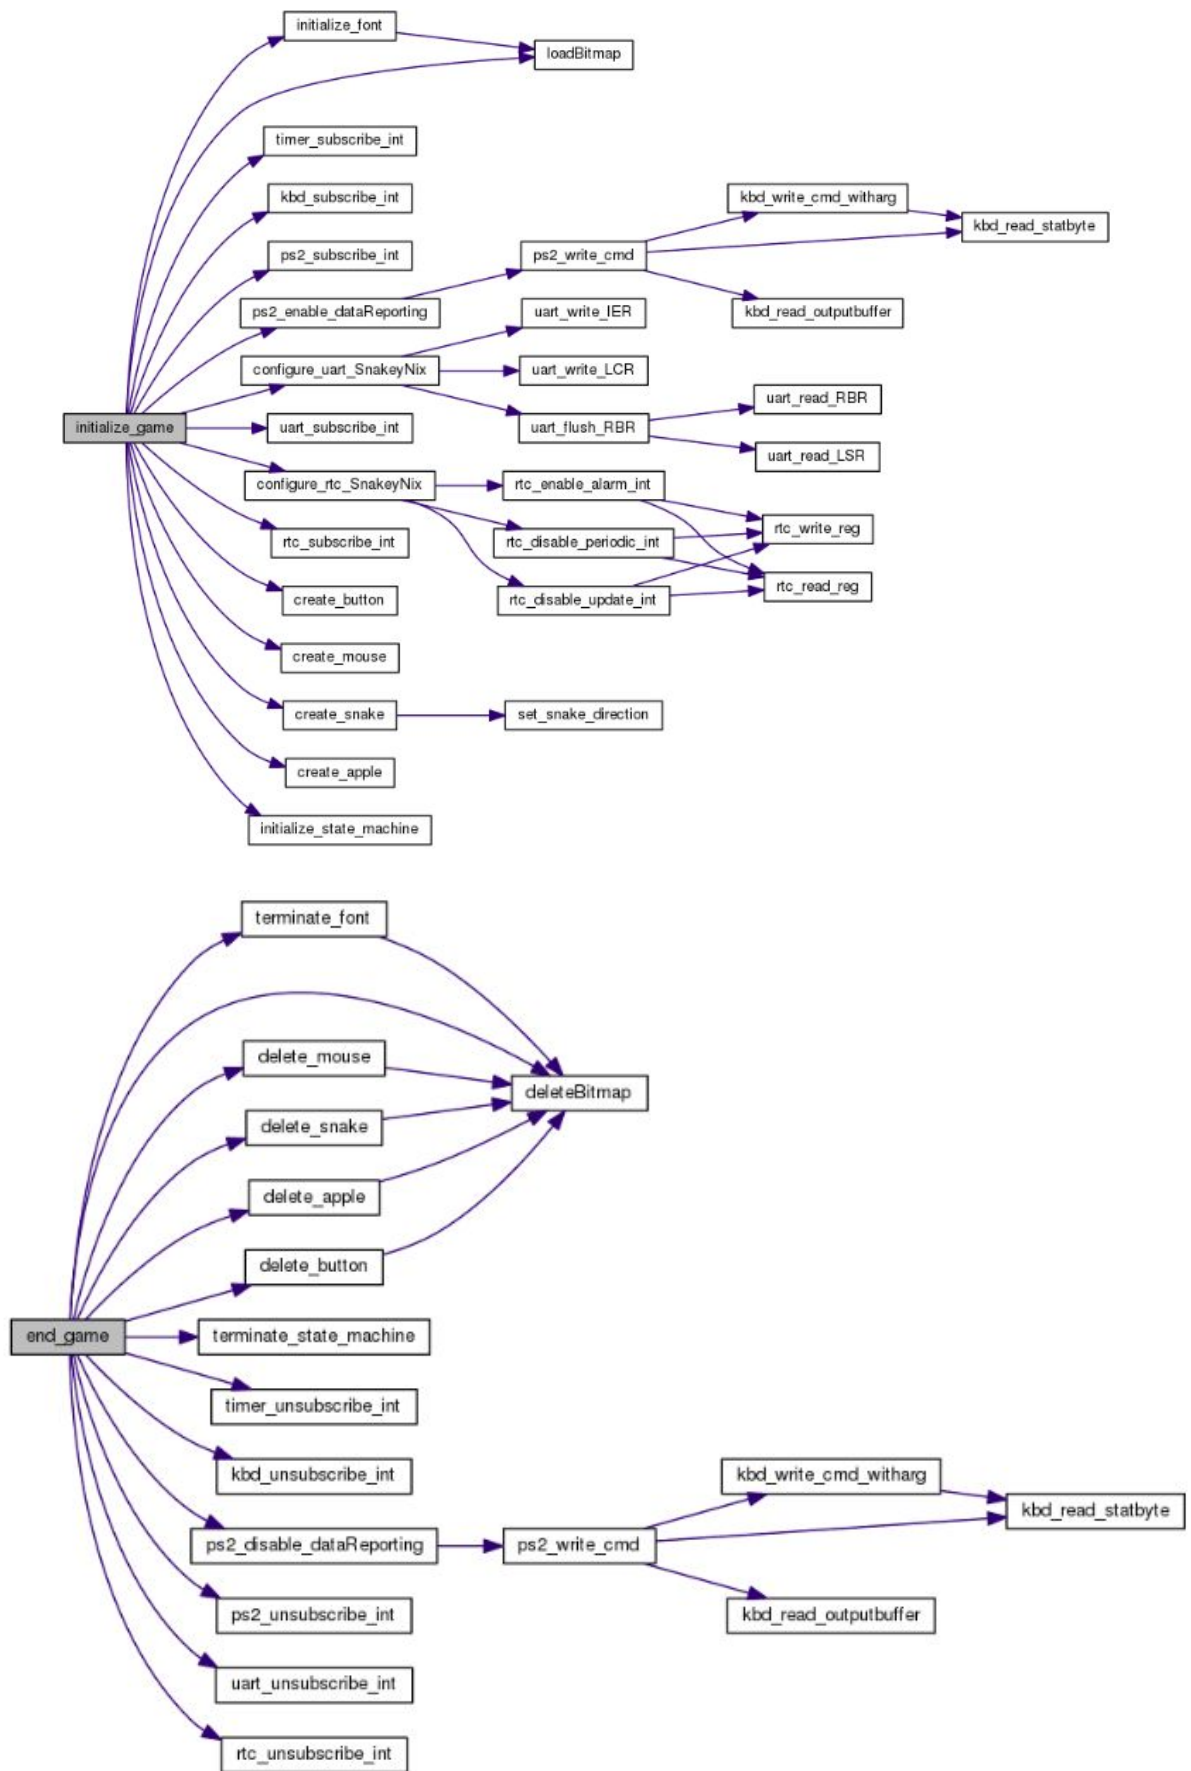 initialize_font
loadBitmap
timer_subscribe_int
kbd_subscribe_int
kbd_write_cmd_witharg
kbd_read_statbyte
ps2_subscribe_int
ps2_write_cmd
ps2_enable_dataReporting
uart_write_IER
kbd_read_outputbuffer
configure_uart_SnakeyNix
uart_write_LCR
uart_read_RBR
initialize_game
uart_subscribe_int
uart_flush_RBR
uart_read_LSR
configure_rtc_SnakeyNix
rtc_enable_alarm_int
rtc_write_reg
rtc_subscribe_int
rtc_disable_periodic_int
rtc_read_reg
create_button
rtc_disable_update_int
create_mouse
create_snake
set_snake_direction
create_apple
initialize_state_machine
terminate_font
delete_mouse
deleteBitmap
delete_snake
delete_apple
delete_button
end_game
terminate_state_machine
timer_unsubscribe_int
kbd_unsubscribe_int
kbd_write_cmd_witharg
kbd_read_statbyte
ps2_disable_dataReporting
ps2_write_cmd
ps2_unsubscribe_int
kbd_read_outputbuffer
uart_unsubscribe_int
rtc_unsubscribe_int